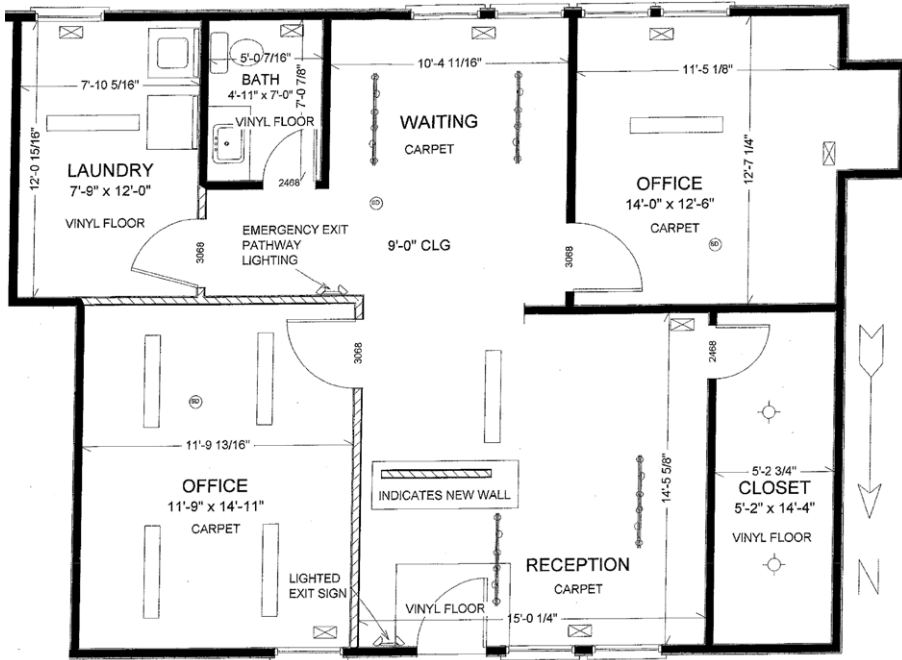 7'-10 5/16"
12'-0 15/16"
LAUNDRY
7'-9" x 12'-0"
VINYL FLOOR
3068
5'-0 7/16"
BATH
4'-11" x 7'-0"
7'-0 7/8"
VINYL FLOOR
2468
10'-4 11/16"
WAITING
CARPET
SD
9'-0" CLG
EMERGENCY EXIT
PATHWAY
LIGHTING
3068
11'-5 1/8"
12'-7 1/4"
OFFICE
14'-0" x 12'-6"
CARPET
SD
3068
SD
11'-9 13/16"
OFFICE
11'-9" x 14'-11"
CARPET
INDICATES NEW WALL
LIGHTED
EXIT SIGN
VINYL FLOOR
RECEPTION
CARPET
15'-0 1/4"
14'-5 5/8"
2468
5'-2 3/4"
CLOSET
5'-2" x 14'-4"
VINYL FLOOR
N